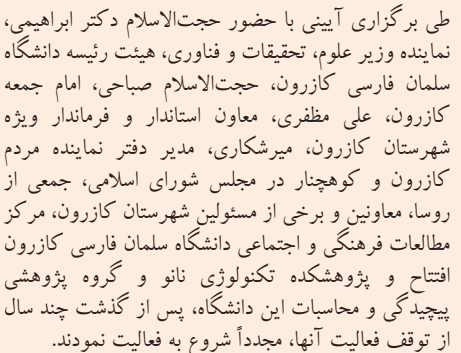 طی برگزاری آیینی با حضور حجت‌الاسلام دکتر ابراهیمی،
نماینده وزیر علوم، تحقیقات و فناوری، هیئت رئیسه دانشگاه
سلمان فارسی کازرون، حجت‌الاسلام صباحی، امام جمعه
کازرون، علی مظفری، معاون استاندار و فرماندار ویژه
شهرستان کازرون، میرشکاری، مدیر دفتر نماینده مردم
کازرون و کوهچنار در مجلس شورای اسلامی، جمعی از
روسا، معاونین و برخی از مسئولین شهرستان کازرون، مرکز
مطالعات فرهنگی و اجتماعی دانشگاه سلمان فارسی کازرون
افتتاح و پژوهشکده تکنولوژی نانو و گروه پژوهشی
پیچیدگی و محاسبات این دانشگاه، پس از گذشت چند سال
از توقف فعالیت آنها، مجدداً شروع به فعالیت نمودند.